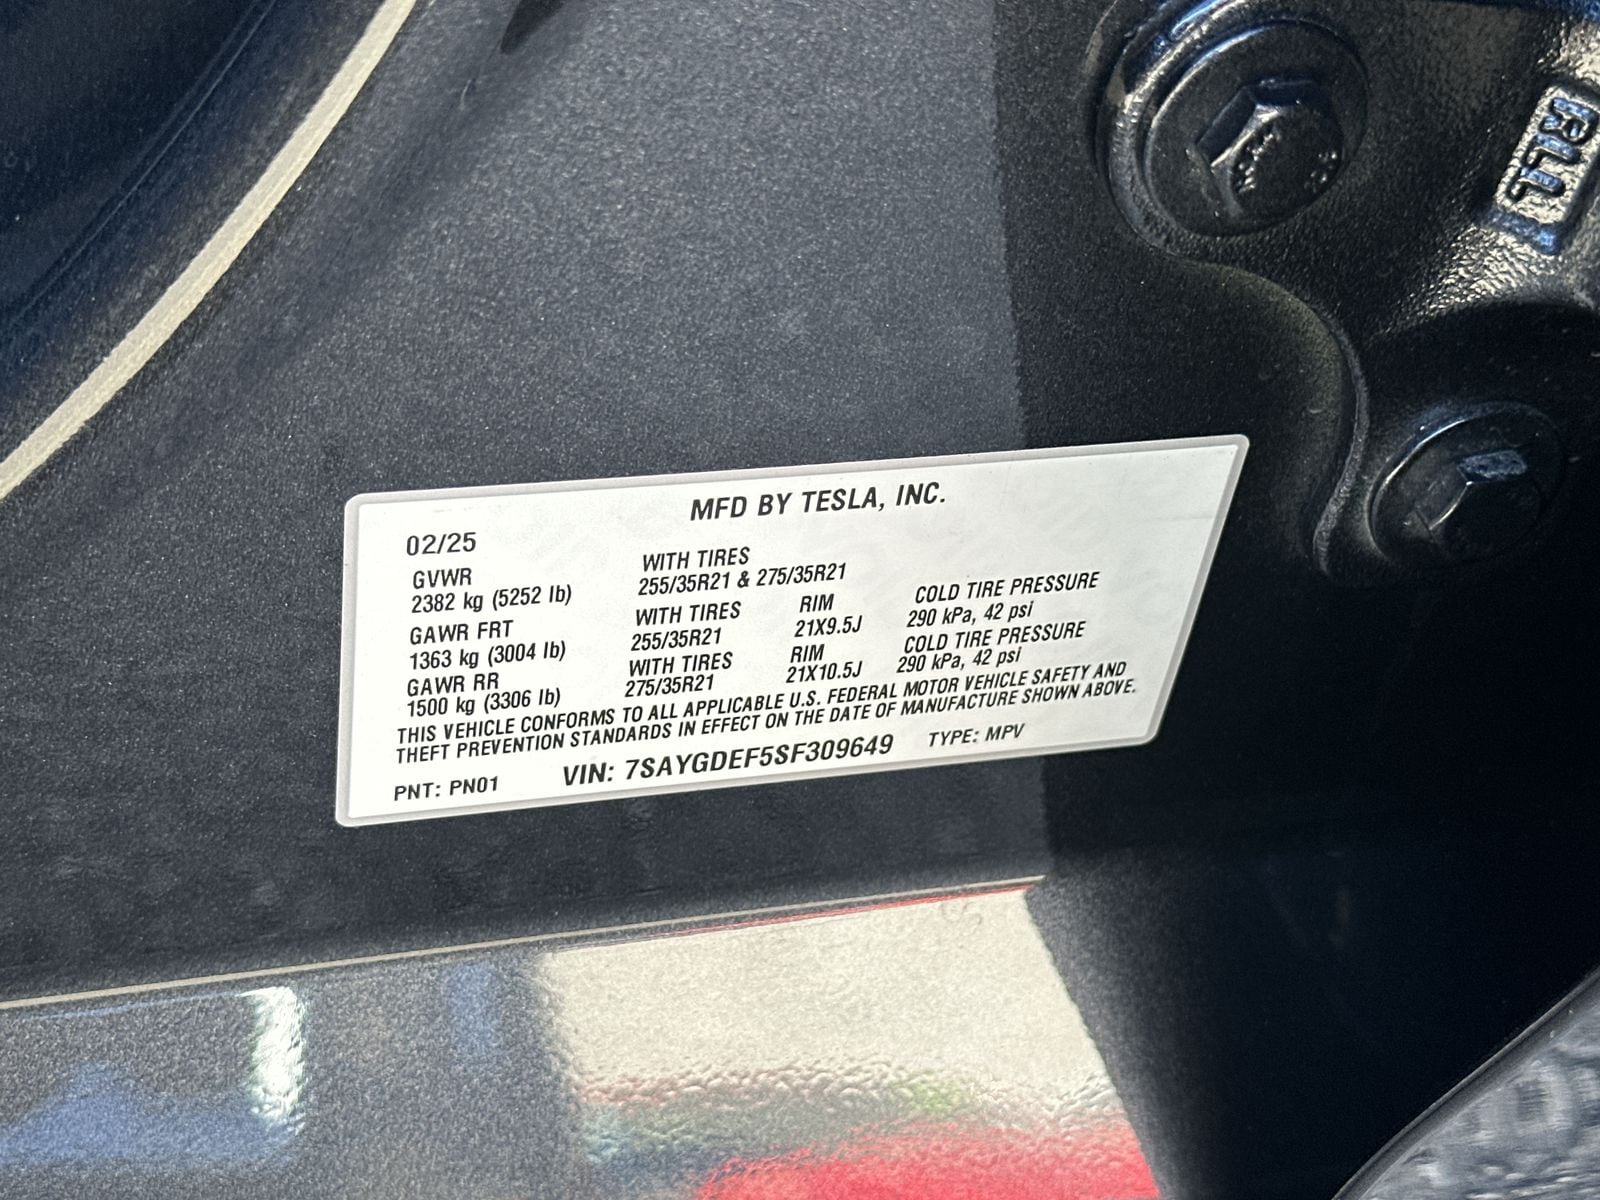 RLL
MFD BY TESLA, INC.
02/25
GVWR
2382 kg (5252 lb)
WITH TIRES
255/35R21 & 275/35R21
GAWR FRT
1363 kg (3004 lb)
WITH TIRES
255/35R21
RIM
21X9.5J
COLD TIRE PRESSURE
290 kPa, 42 psi
GAWR RR
1500 kg (3306 lb)
WITH TIRES
275/35R21
RIM
21X10.5J
COLD TIRE PRESSURE
290 kPa, 42 psi
THIS VEHICLE CONFORMS TO ALL APPLICABLE U.S. FEDERAL MOTOR VEHICLE SAFETY AND
THEFT PREVENTION STANDARDS IN EFFECT ON THE DATE OF MANUFACTURE SHOWN ABOVE.
PNT: PN01
VIN: 7SAYGDEF5SF309649
TYPE: MPV